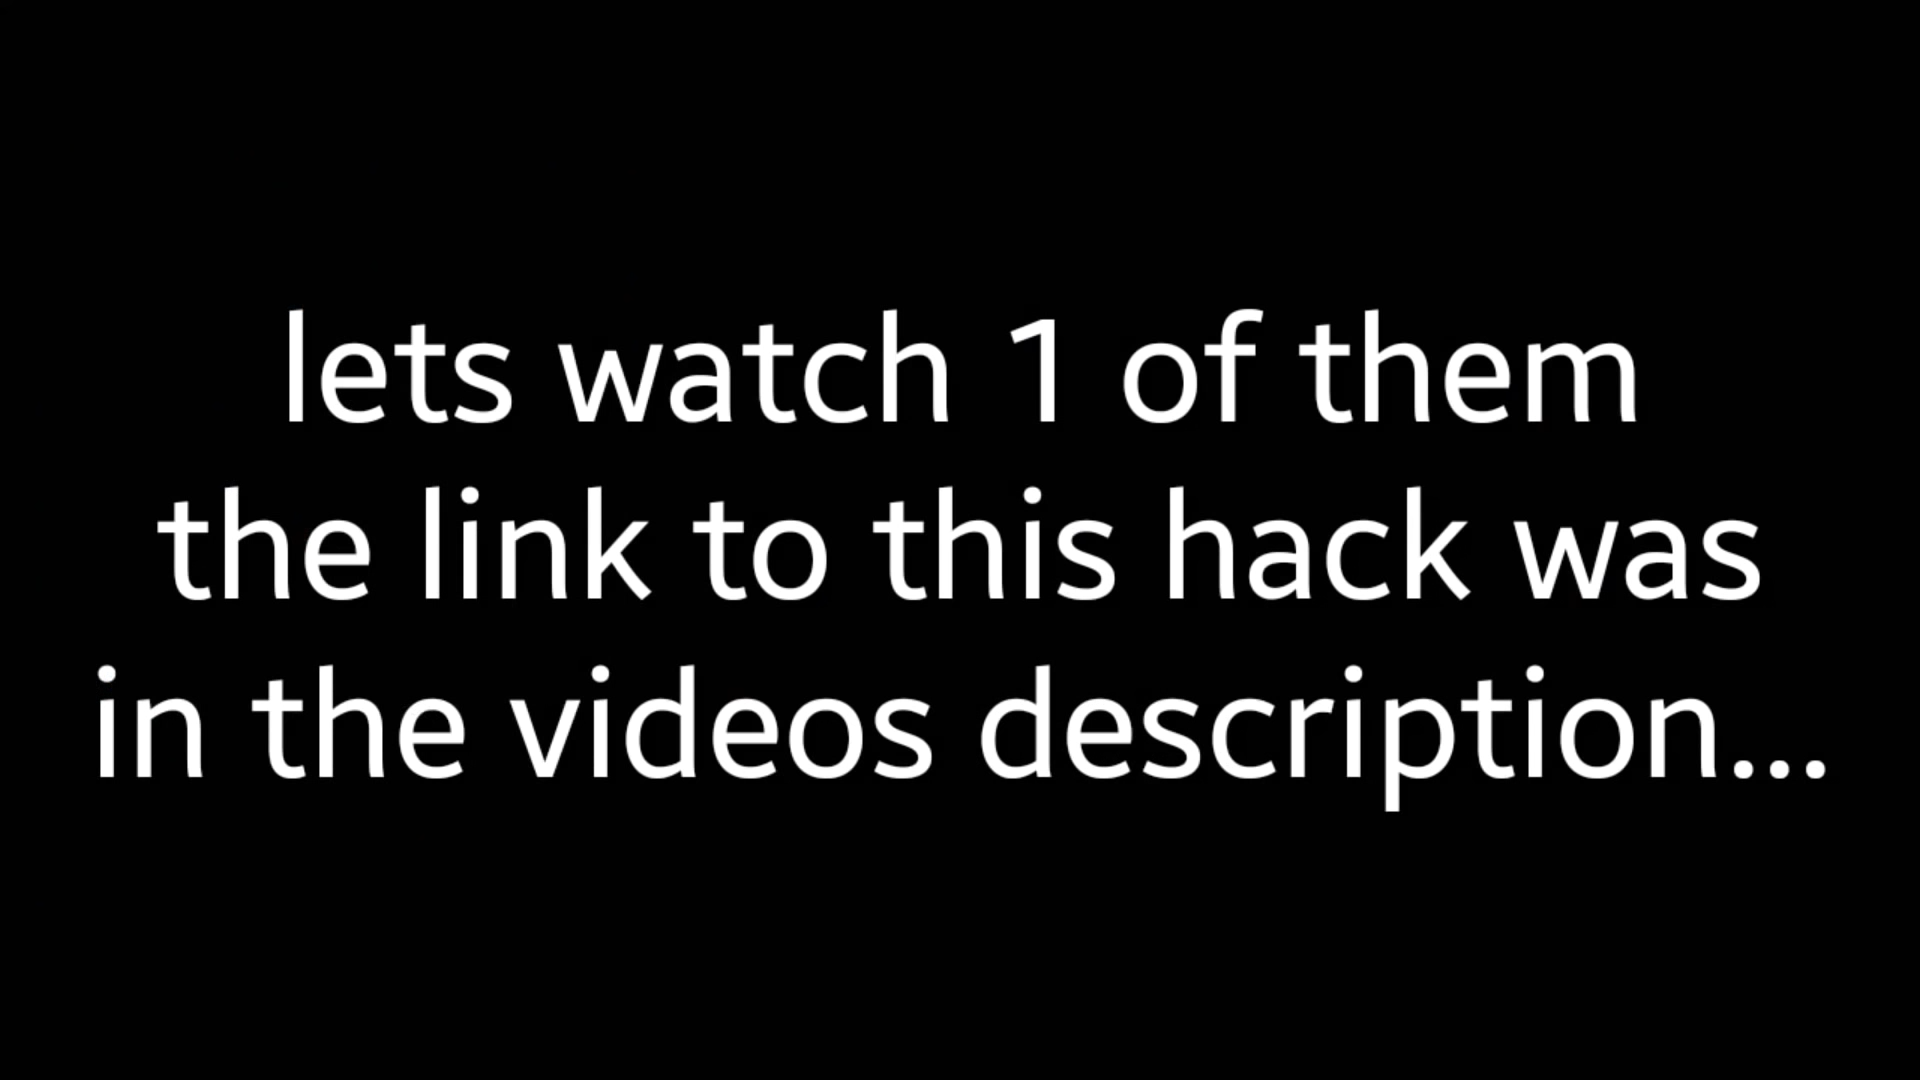 lets watch 1 of them
the link to this hack was
in the videos description...